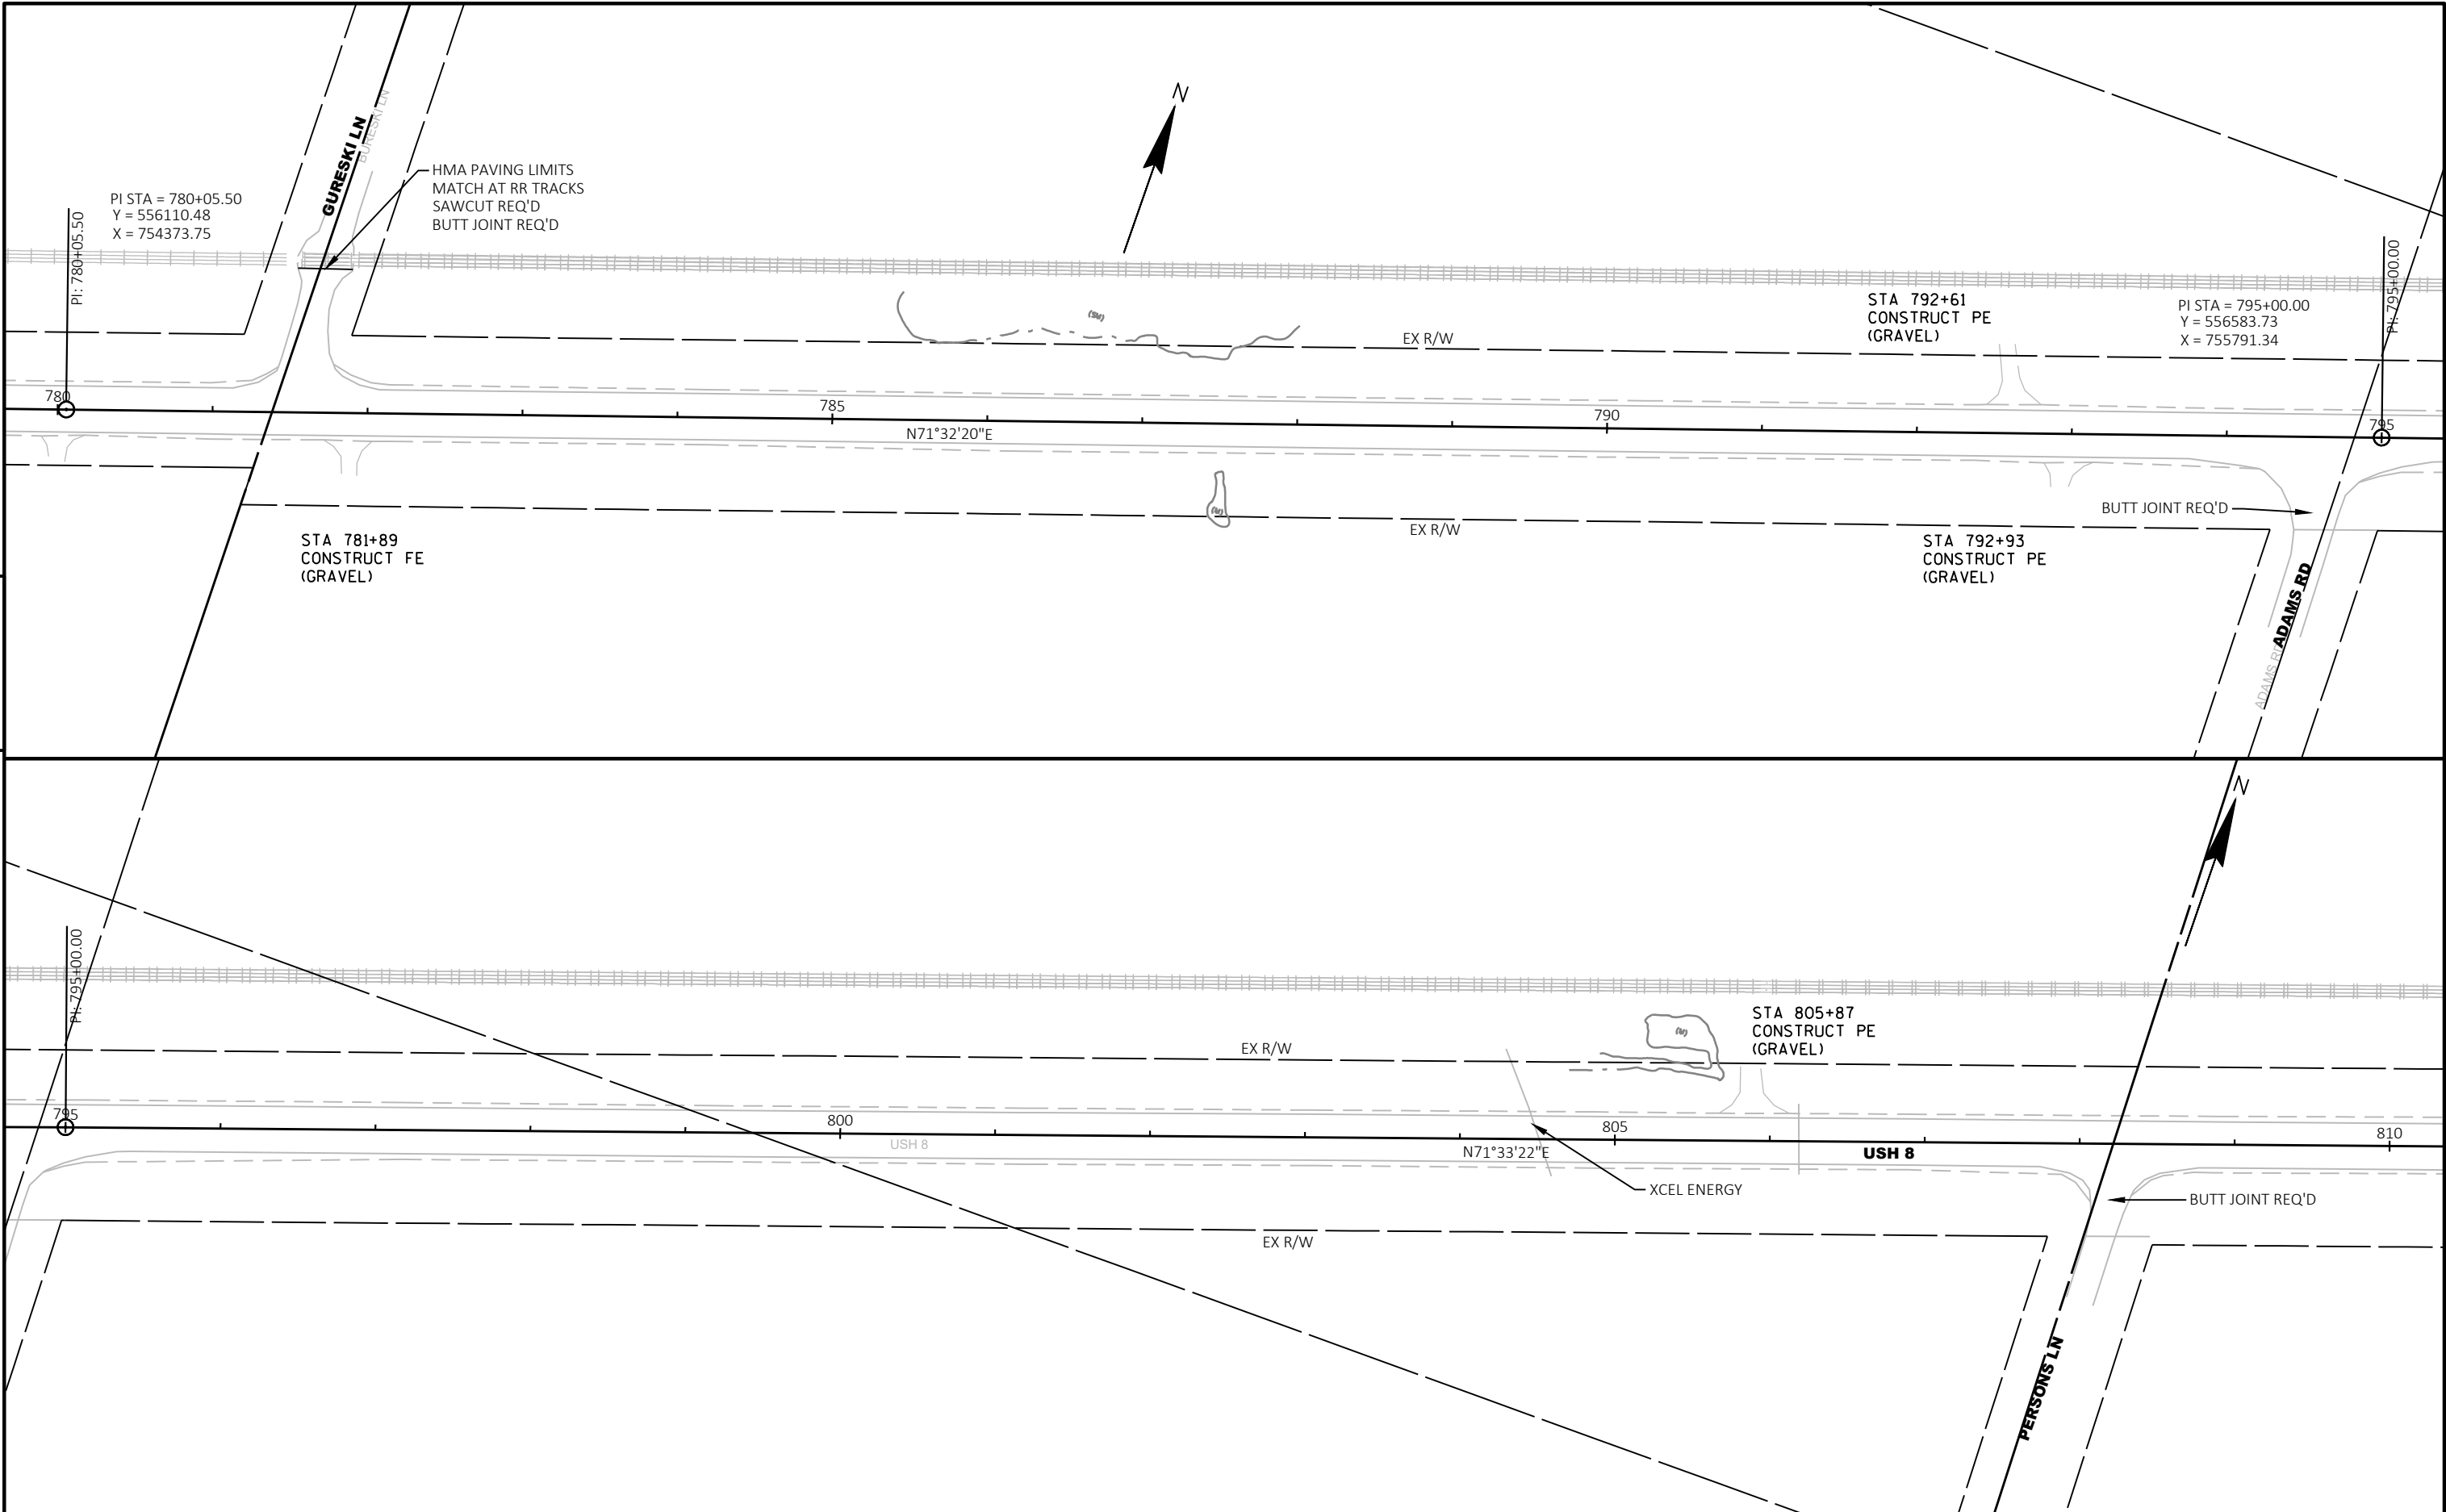 N
GURESKI LN
BURESKI LN
HMA PAVING LIMITS
MATCH AT RR TRACKS
SAWCUT REQ'D
BUTT JOINT REQ'D
PI STA = 780+05.50
Y = 556110.48
X = 754373.75
PI: 780+05.50
STA 792+61
CONSTRUCT PE
(GRAVEL)
PI STA = 795+00.00
Y = 556583.73
X = 755791.34
PI: 795+00.00
EX R/W
780
785
790
795
N71°32'20"E
BUTT JOINT REQ'D
EX R/W
STA 781+89
CONSTRUCT FE
(GRAVEL)
STA 792+93
CONSTRUCT PE
(GRAVEL)
ADAMS RD
ADAMS RD
N
PI: 795+00.00
STA 805+87
CONSTRUCT PE
(GRAVEL)
EX R/W
795
800
805
810
USH 8
N71°33'22"E
USH 8
XCEL ENERGY
BUTT JOINT REQ'D
EX R/W
PERSONS LN